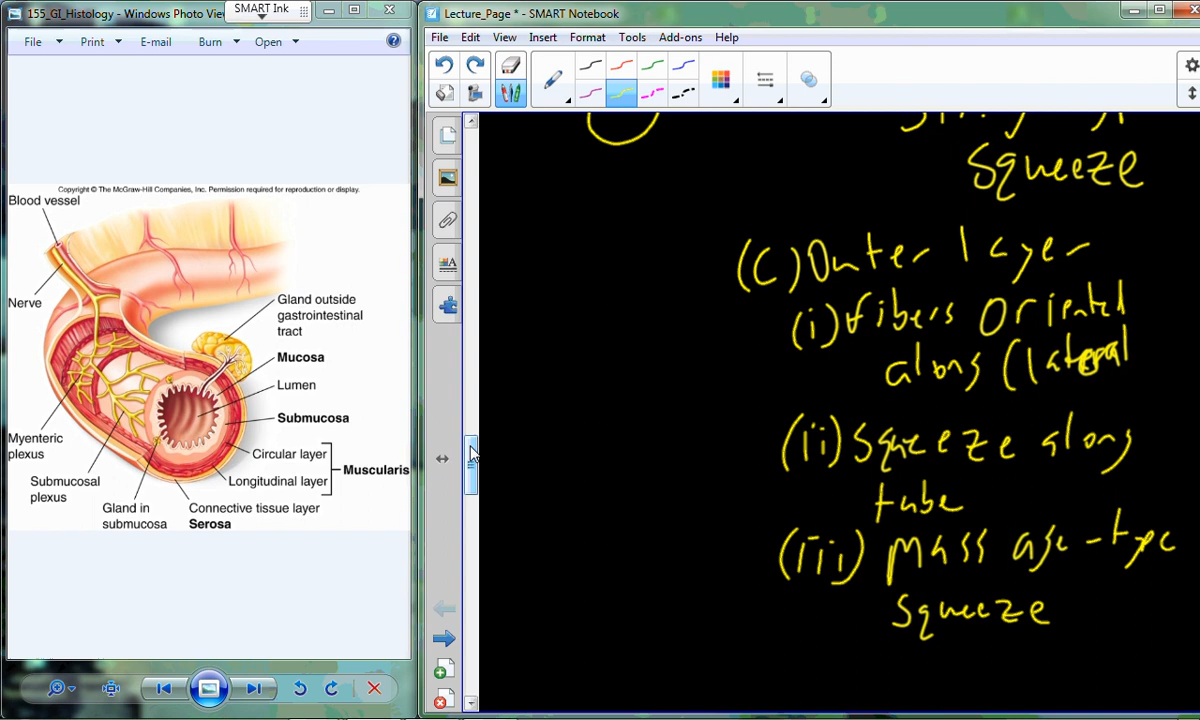 155_GI_Histology - Windows Photo View
SMART Ink
File Print E-mail Burn Open
Copyright © The McGraw-Hill Companies, Inc. Permission required for reproduction or display.
Blood vessel
Nerve
Gland outside
gastrointestinal
tract
Mucosa
Lumen
Submucosa
Circular layer
Muscularis
Longitudinal layer
Myenteric
plexus
Submucosal
plexus
Gland in
submucosa
Connective tissue layer
Serosa
Lecture_Page * - SMART Notebook
File Edit View Insert Format Tools Add-ons Help
Squeeze
(C) Outer layer
(i) fibers oriented
along (lateral
(ii) squeeze along
tube
(iii) massage-type
squeeze